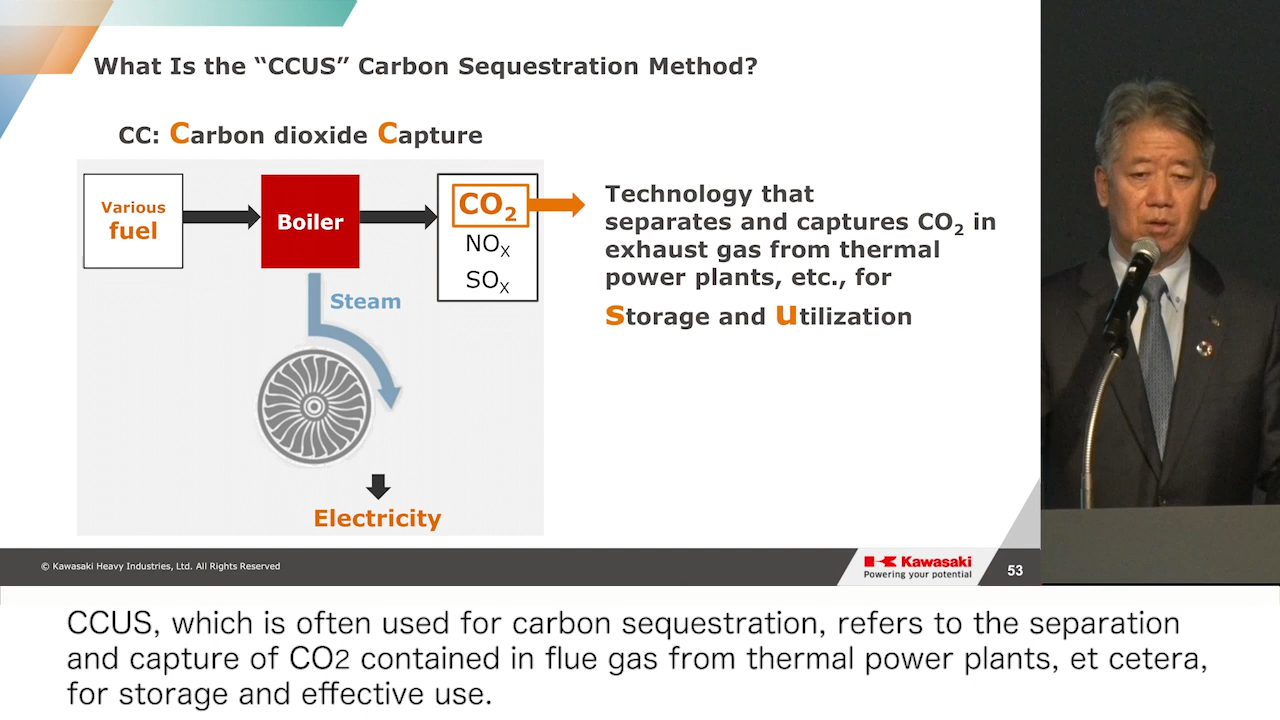 What Is the “CCUS” Carbon Sequestration Method?
CC: Carbon dioxide Capture
Various
fuel
Boiler
CO2
NOX
SOX
Steam
Electricity
Technology that
separates and captures CO2 in
exhaust gas from thermal
power plants, etc., for
storage and utilization
© Kawasaki Heavy Industries, Ltd. All Rights Reserved
Kawasaki
Powering your potential
53
CCUS, which is often used for carbon sequestration, refers to the separation
and capture of CO2 contained in flue gas from thermal power plants, et cetera,
for storage and effective use.